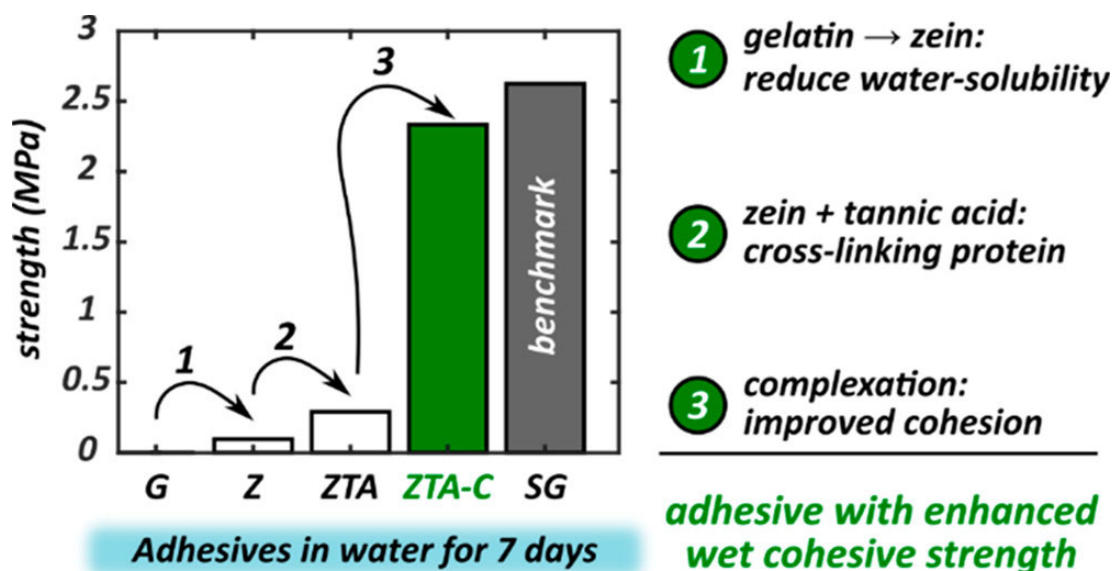 strength (MPa)
3
2.5
2
1.5
1
0.5
0
1
2
3
benchmark
G Z ZTA ZTA-C SG
Adhesives in water for 7 days
1 gelatin → zein:
reduce water-solubility
2 zein + tannic acid:
cross-linking protein
3 complexation:
improved cohesion
adhesive with enhanced
wet cohesive strength